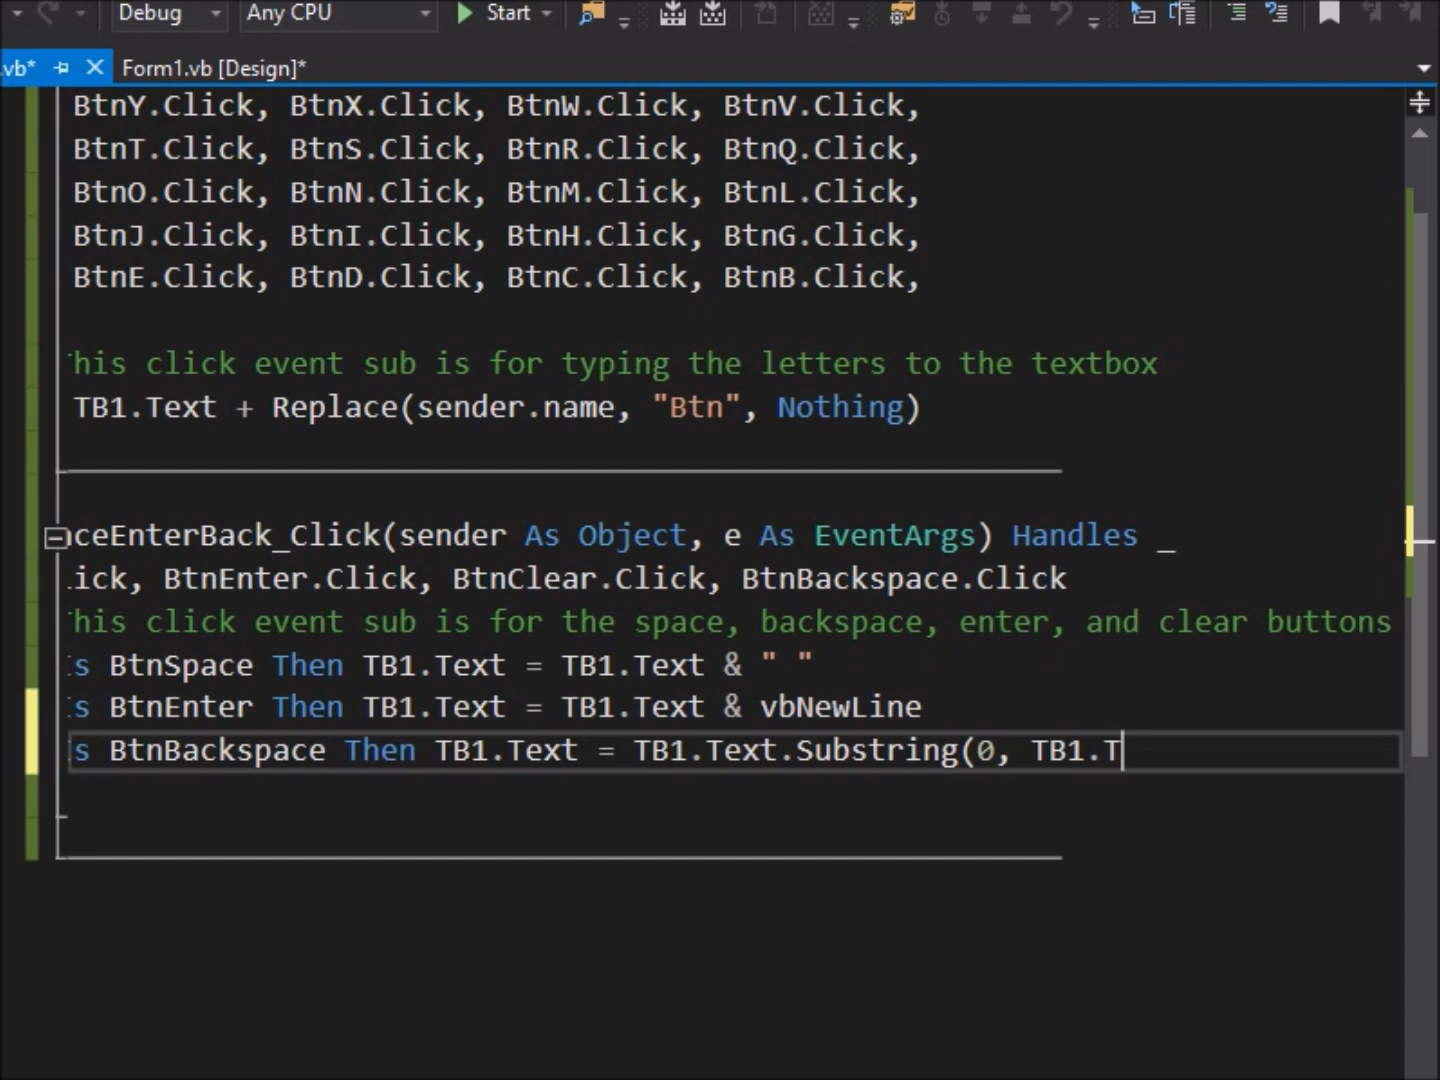 Debug Any CPU Start
.vb* Form1.vb [Design]*
BtnY.Click, BtnX.Click, BtnW.Click, BtnV.Click,
BtnT.Click, BtnS.Click, BtnR.Click, BtnQ.Click,
BtnO.Click, BtnN.Click, BtnM.Click, BtnL.Click,
BtnJ.Click, BtnI.Click, BtnH.Click, BtnG.Click,
BtnE.Click, BtnD.Click, BtnC.Click, BtnB.Click,
his click event sub is for typing the letters to the textbox
TB1.Text + Replace(sender.name, "Btn", Nothing)
ceEnterBack_Click(sender As Object, e As EventArgs) Handles _
ick, BtnEnter.Click, BtnClear.Click, BtnBackspace.Click
his click event sub is for the space, backspace, enter, and clear buttons
s BtnSpace Then TB1.Text = TB1.Text & " "
s BtnEnter Then TB1.Text = TB1.Text & vbNewLine
s BtnBackspace Then TB1.Text = TB1.Text.Substring(0, TB1.T